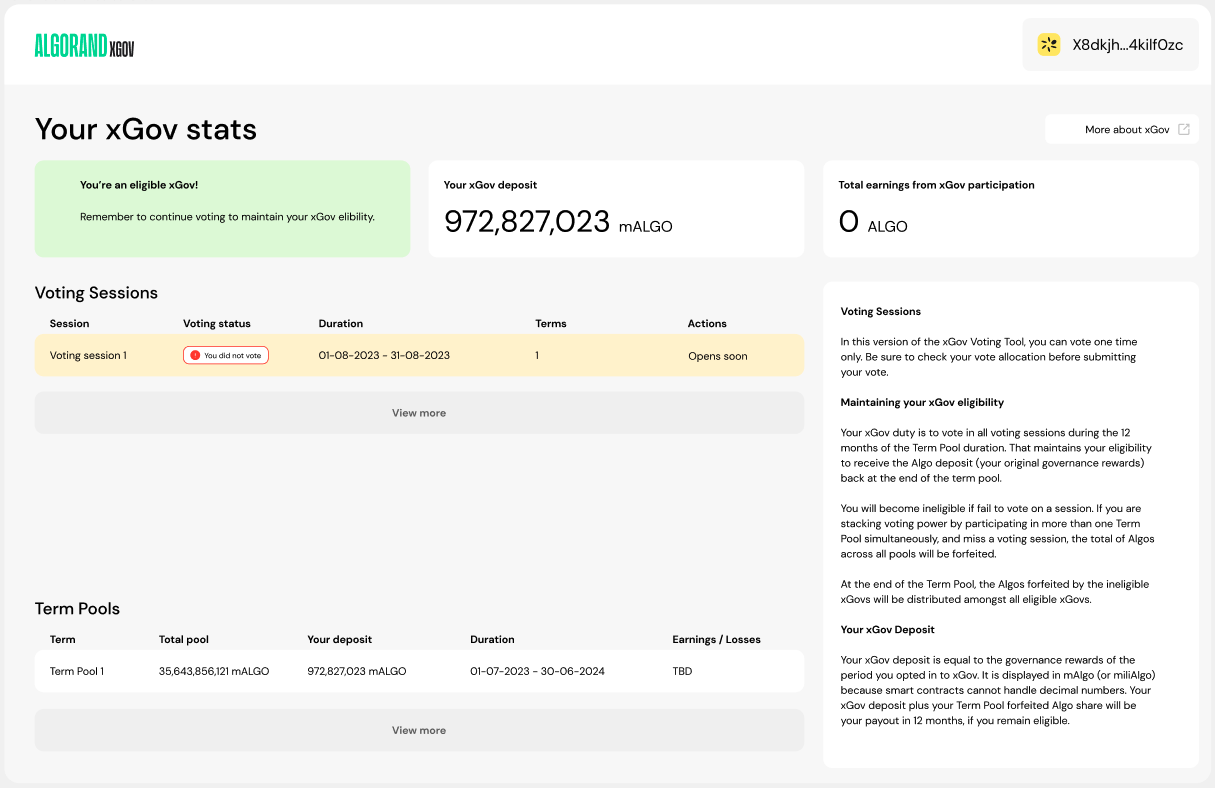 ALGORAND XGOV
X8dkjh...4kilf0zc
Your xGov stats
More about xGov
You're an eligible xGov!
Remember to continue voting to maintain your xGov elibility.
Your xGov deposit
972,827,023 mALGO
Total earnings from xGov participation
0 ALGO
Voting Sessions
Session Voting status Duration Terms Actions
Voting session 1 You did not vote 01-08-2023 - 31-08-2023 1 Opens soon
View more
Term Pools
Term Total pool Your deposit Duration Earnings / Losses
Term Pool 1 35,643,856,121 mALGO 972,827,023 mALGO 01-07-2023 - 30-06-2024 TBD
View more
Voting Sessions
In this version of the xGov Voting Tool, you can vote one time
only. Be sure to check your vote allocation before submitting
your vote.
Maintaining your xGov eligibility
Your xGov duty is to vote in all voting sessions during the 12
months of the Term Pool duration. That maintains your eligibility
to receive the Algo deposit (your original governance rewards)
back at the end of the term pool.
You will become ineligible if fail to vote on a session. If you are
stacking voting power by participating in more than one Term
Pool simultaneously, and miss a voting session, the total of Algos
across all pools will be forfeited.
At the end of the Term Pool, the Algos forfeited by the ineligible
xGovs will be distributed amongst all eligible xGovs.
Your xGov Deposit
Your xGov deposit is equal to the governance rewards of the
period you opted in to xGov. It is displayed in mAlgo (or miliAlgo)
because smart contracts cannot handle decimal numbers. Your
xGov deposit plus your Term Pool forfeited Algo share will be
your payout in 12 months, if you remain eligible.